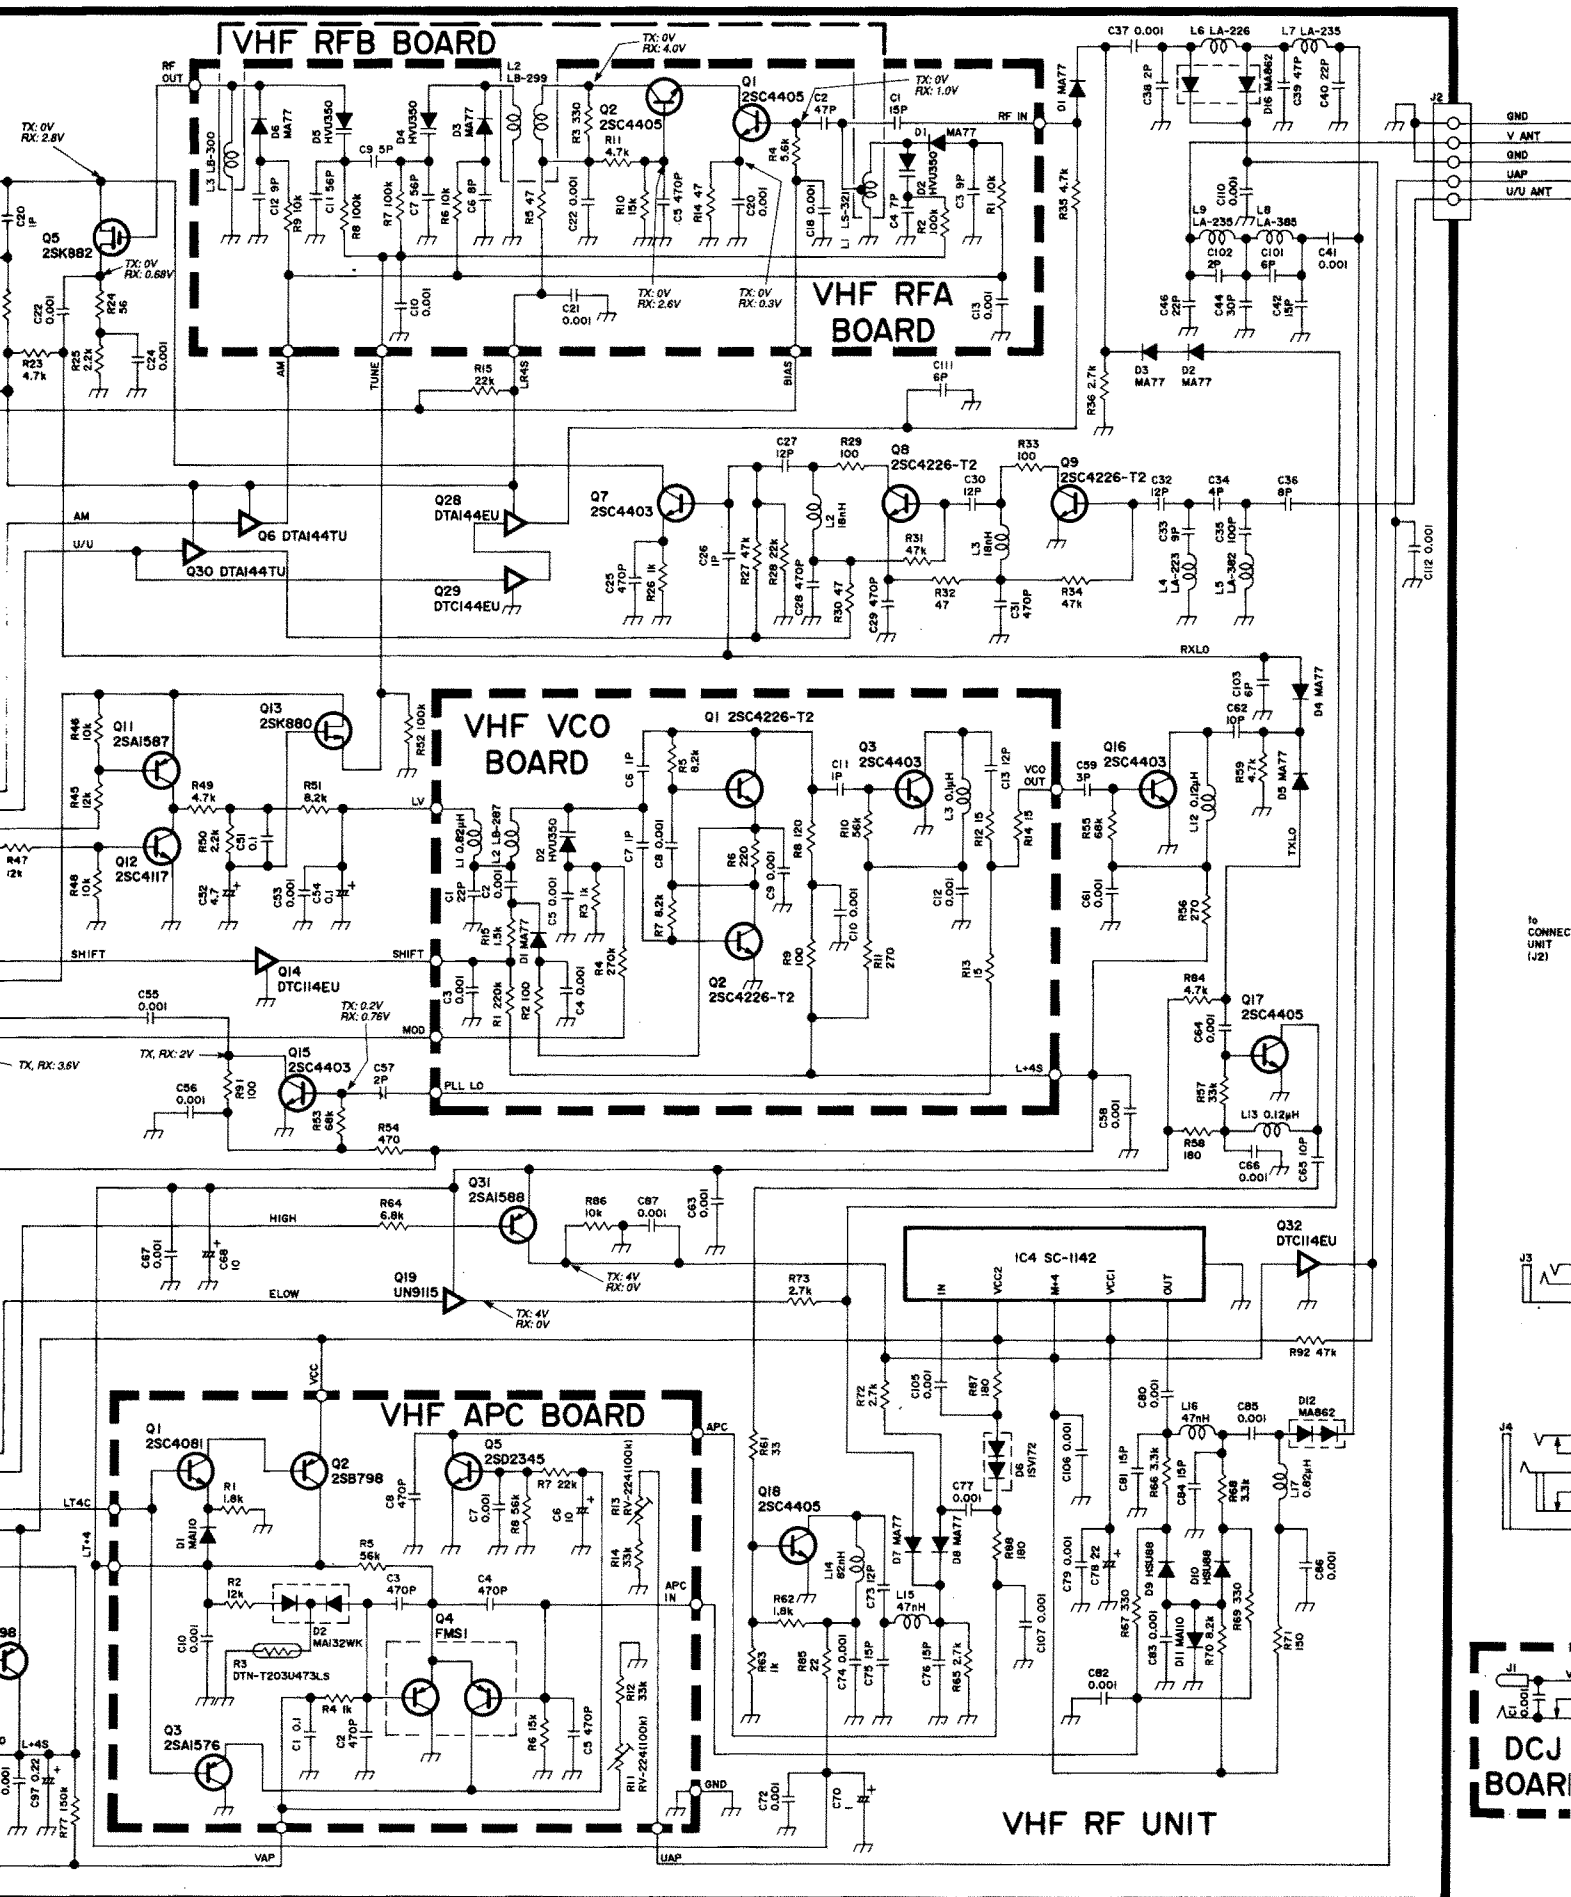 VHF RFB BOARD
RF OUT
L2 LB-299
TX: 0V
RX: 4.0V
Q1
2SC4405
C2 47P
C1 15P
TX: 0V
RX: 1.0V
RF IN
D1 MA77
C37 0.001
L6 LA-226
L7 LA-235
C38 2P
D16 MA862
C39 47P
C40 22P
J2
GND
V ANT
GND
UAP
U/U ANT
TX: 0V
RX: 2.8V
L3 LB-300
D6 MA77
D5 HVU350
D4 HVU350
D3 MA77
C9 5P
R3 330
Q2
2SC4405
R11 4.7k
R4 5.6k
D1 MA77
D2 HVU350
L1 LS-321
C20 1P
Q5
2SK882
C12 9P
R9 10k
C11 56P
R8 100k
R7 100k
C7 56P
R6 10k
C6 8P
R5 47
C22 0.001
R10 15k
C5 470P
R14 47
C20 0.001
C18 0.001
C4 7P
R2 100k
C3 9P
R1 10k
R35 4.7k
C110 0.001
L9 LA-235
L8 LA-385
C102 2P
C101 6P
C41 0.001
C46 22P
C44 30P
C42 15P
TX: 0V
RX: 0.68V
C22 0.001
R24 56
R23 4.7k
R25 2.2k
C24 0.001
C10 0.001
C21 0.001
TX: 0V
RX: 2.6V
TX: 0V
RX: 0.3V
VHF RFA BOARD
C13 0.001
AM
TUNE
LR4S
BIAS
R15 22k
C111 6P
R36 2.7k
D3 MA77
D2 MA77
AM
U/U
Q6 DTA144TU
Q30 DTA144TU
Q28
DTA144EU
Q29
DTC144EU
Q7
2SC4403
C27 12P
R29 100
Q8
2SC4226-T2
C30 12P
R33 100
Q9
2SC4226-T2
C32 12P
C34 4P
C36 8P
L2 18nH
C33 9P
C35 100P
L4 LA-223
L5 LA-382
C25 470P
R26 1k
C26 1P
R27 47k
R28 22k
C28 470P
R30 47
R31 47k
C29 470P
R32 47
L3 18nH
C31 470P
R34 47k
C112 0.001
RXLO
C103 6P
D4 MA77
C62 10P
R46 10k
Q11
2SA1587
Q13
2SK880
R52 100k
VHF VCO BOARD
Q1 2SC4226-T2
C6 1P
R5 8.2k
Q3
2SC4403
C11 1P
L3 0.1µH
C13 12P
VCO OUT
C59 3P
Q16
2SC4403
L12 0.12µH
R59 4.7k
D5 MA77
R45 12k
R49 4.7k
R51 8.2k
LV
R47 12k
R48 10k
Q12
2SC4117
R50 2.2k
C51 0.1
C52 4.7
C53 0.001
C54 0.1
L1 0.82µH
L2 LB-287
D2 HVU350
C7 1P
C8 0.001
R6 220
C9 0.001
R8 120
R10 56k
R12 15
R14 15
R55 68k
TXLO
C1 22P
C2 0.001
C5 0.001
R3 1k
R7 8.2k
R15 1.5k
D1 MA77
R4 270k
C10 0.001
R9 100
R11 270
C12 0.001
R13 15
C61 0.001
R56 270
SHIFT
Q14
DTC114EU
SHIFT
C3 0.001
R1 220k
R2 100
C4 0.001
Q2
2SC4226-T2
R84 4.7k
Q17
2SC4405
C64 0.001
to
CONNEC
UNIT
(J2)
C55 0.001
TX: 0.2V
RX: 0.76V
MOD
TX, RX: 3.6V
TX, RX: 2V
Q15
2SC4403
C57 2P
PLL LO
L+4S
C56 0.001
R91 100
R53 68k
R54 470
C58 0.001
R57 33k
L13 0.12µH
R58 180
C66 0.001
C65 10P
Q31
2SA1588
R64 6.8k
HIGH
R86 10k
C87 0.001
C63 0.001
C67 0.001
C68 10
Q19
UN9115
ELOW
TX: 4V
RX: 0V
TX: 4V
RX: 0V
R73 2.7k
IC4 SC-1142
IN
VCC2
M+4
VCC1
OUT
Q32
DTC114EU
R92 47k
J3
VCC
VHF APC BOARD
APC
R72 2.7k
C105 0.001
R87 180
C80 0.001
L16 47nH
C85 0.001
D12 MA862
J4
Q1
2SC4081
Q2
2SB798
Q5
2SD2345
C8 470P
R7 22k
R13 RV-224(100k)
R61 33
D6 1SV172
C106 0.001
C81 15P
R66 3.3k
C84 15P
R68 3.3k
L17 0.82µH
LT4C
R1 1.8k
D1 MA110
C7 0.001
R8 56k
C6 10
R14 33k
Q18
2SC4405
C77 0.001
D7 MA77
D8 MA77
R88 180
C79 0.001
C78 22
D9 HSU88
D10 HSU88
C86 0.001
LT+4
R5 56k
R2 12k
C3 470P
C4 470P
APC IN
L14 82nH
C73 12P
L15 47nH
R62 1.8k
C107 0.001
R67 330
C83 0.001
D11 MA110
R70 8.2k
R69 330
R71 150
98
C10 0.001
D2
MA132WK
R3
DTN-T203U473LS
Q4
FMS1
R12 33k
R63 1k
R85 22
C74 0.001
C75 15P
C76 15P
R65 2.7k
C82 0.001
J1
C1 0.001
Q3
2SA1576
C1 0.1
R4 1k
C2 470P
R6 15k
C5 470P
R11 RV-224(100k)
L+4S
0.001
C97 0.22
R77 150k
GND
C72 0.001
C70
VHF RF UNIT
DCJ
BOAR
VAP
UAP